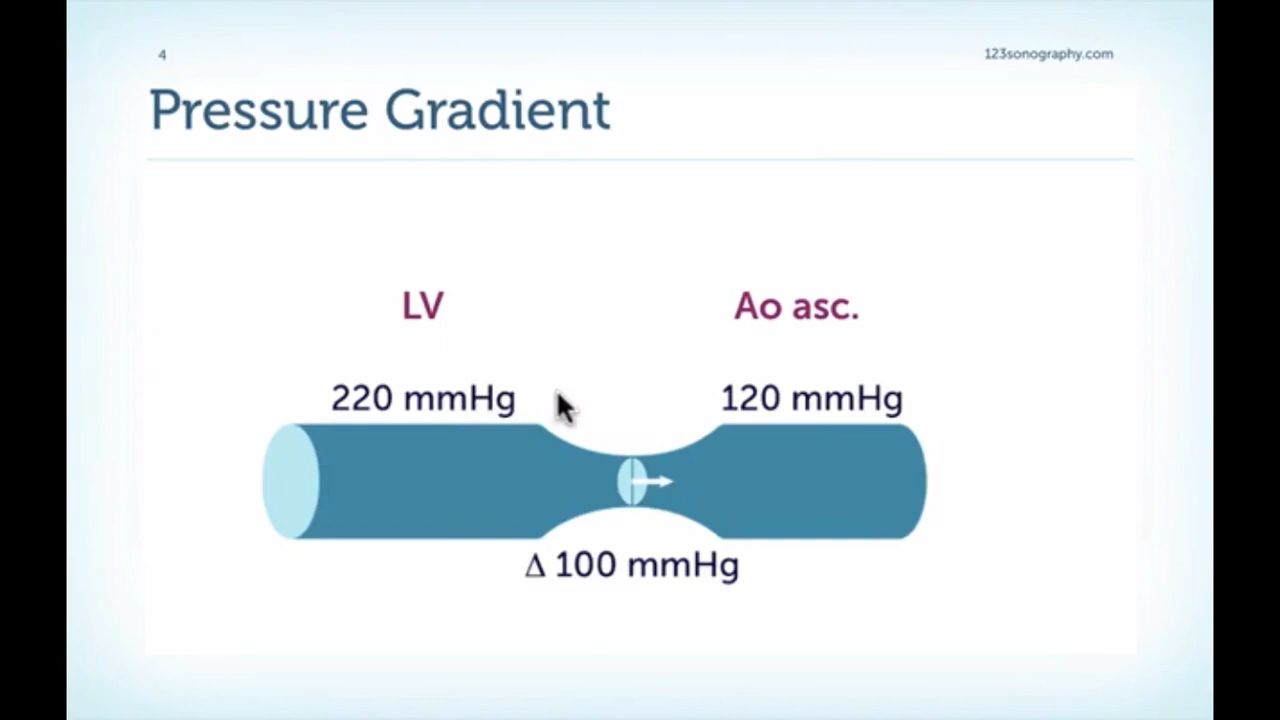 4
123sonography.com
Pressure Gradient
LV
Ao asc.
220 mmHg
120 mmHg
Δ 100 mmHg